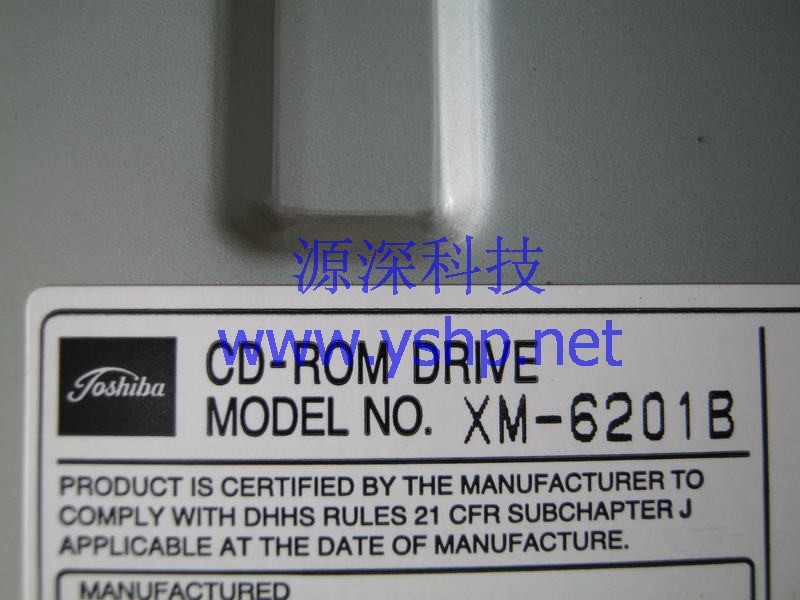 源深科技
www.yshp.net
Toshiba
CD-ROM DRIVE
MODEL NO. XM-6201B
PRODUCT IS CERTIFIED BY THE MANUFACTURER TO
COMPLY WITH DHHS RULES 21 CFR SUBCHAPTER J
APPLICABLE AT THE DATE OF MANUFACTURE.
MANUFACTURED